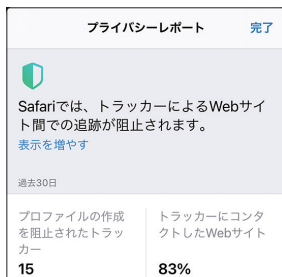 プライバシーレポート 完了
Safariでは、トラッカーによるWebサイ
ト間での追跡が阻止されます。
表示を増やす
過去30日
プロファイルの作成
を阻止されたトラッ
カー
15
トラッカーにコンタ
クトしたWebサイト
83%